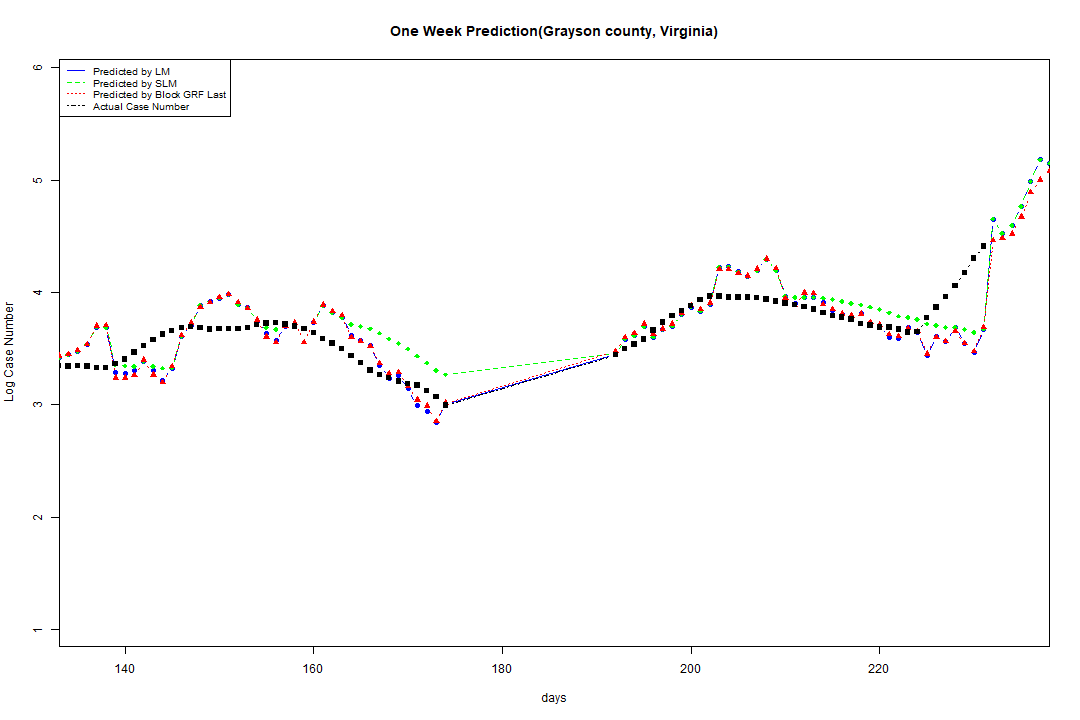 One Week Prediction(Grayson county, Virginia)
Predicted by LM
Predicted by SLM
Predicted by Block GRF Last
Actual Case Number
6
5
4
3
2
1
Log Case Number
140
160
180
200
220
days